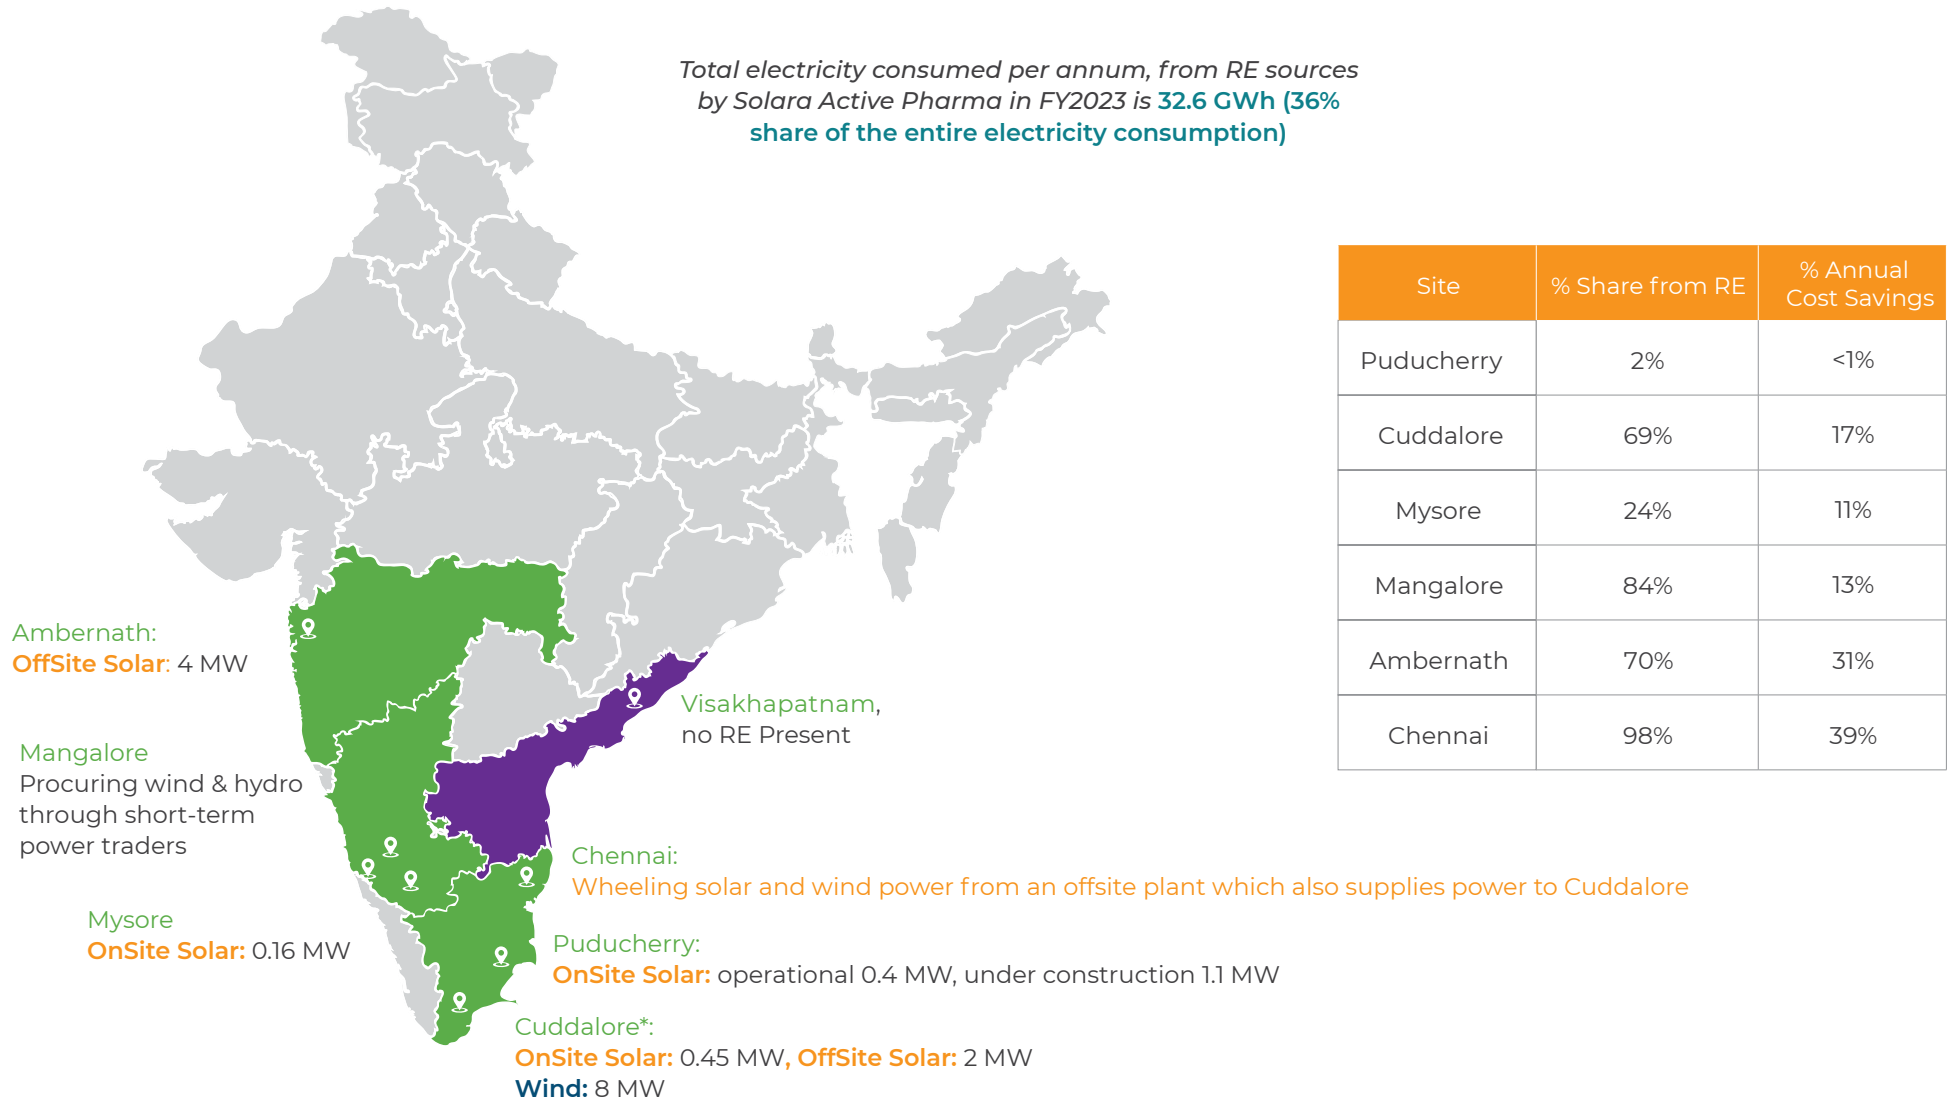 Total electricity consumed per annum, from RE sources
by Solara Active Pharma in FY2023 is 32.6 GWh (36%
share of the entire electricity consumption)
Site % Share from RE % Annual Cost Savings
Puducherry 2% <1%
Cuddalore 69% 17%
Mysore 24% 11%
Mangalore 84% 13%
Ambernath 70% 31%
Chennai 98% 39%
Ambernath:
OffSite Solar: 4 MW
Visakhapatnam,
no RE Present
Mangalore
Procuring wind & hydro
through short-term
power traders
Chennai:
Wheeling solar and wind power from an offsite plant which also supplies power to Cuddalore
Mysore
OnSite Solar: 0.16 MW
Puducherry:
OnSite Solar: operational 0.4 MW, under construction 1.1 MW
Cuddalore*:
OnSite Solar: 0.45 MW, OffSite Solar: 2 MW
Wind: 8 MW